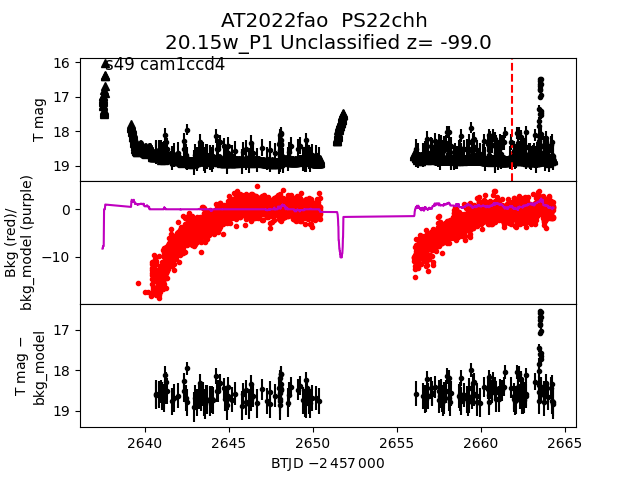 AT2022fao  PS22chh
20.15w_P1 Unclassified z= -99.0
s49 cam1ccd4
T mag
16
17
18
19
Bkg (red)/
bkg_model (purple)
0
−10
T mag −
bkg_model
17
18
19
2640
2645
2650
2655
2660
2665
BTJD −2 457 000